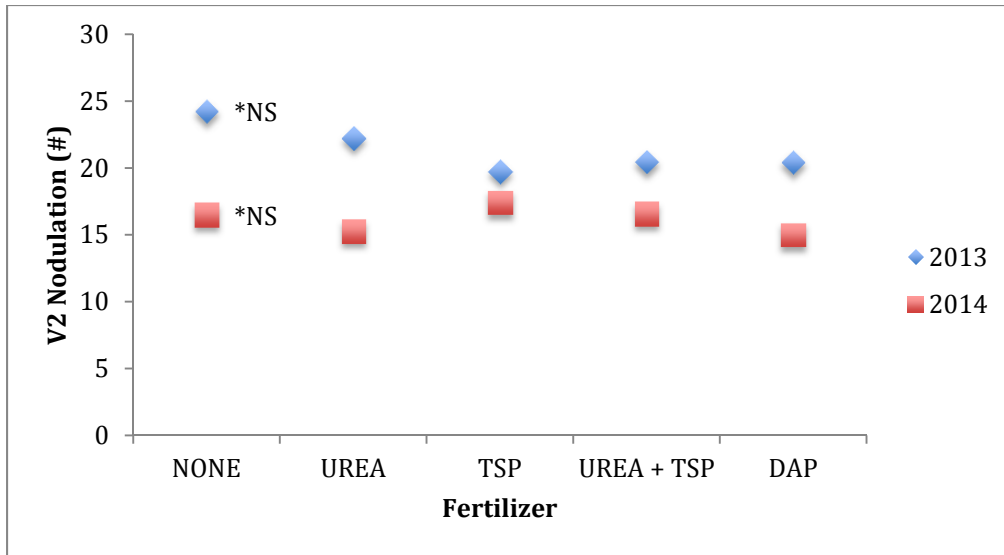 30
25
20
15
10
5
0
V2 Nodulation (#)
*NS
*NS
NONE UREA TSP UREA + TSP DAP
Fertilizer
2013
2014